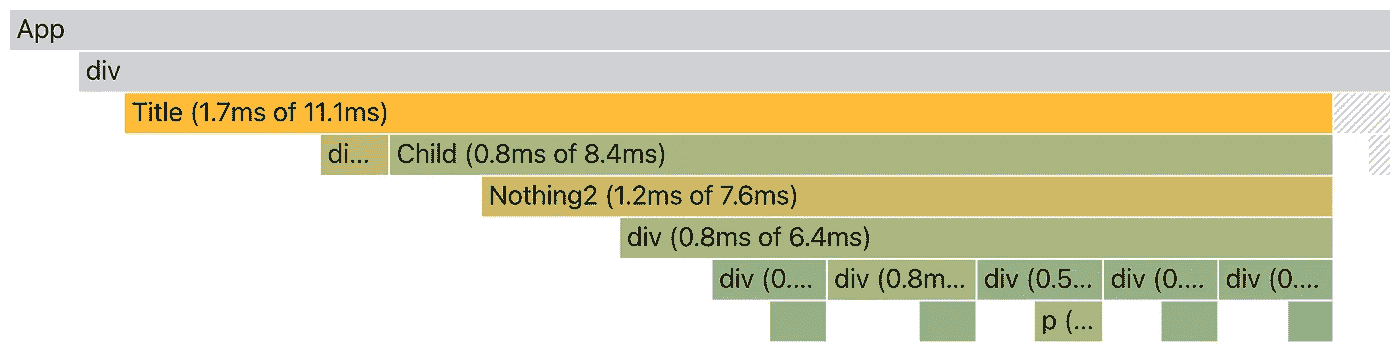 App
div
Title (1.7ms of 11.1ms)
di... Child (0.8ms of 8.4ms)
Nothing2 (1.2ms of 7.6ms)
div (0.8ms of 6.4ms)
div (0.... div (0.8m... div (0.5... div (0.... div (0....
p (...